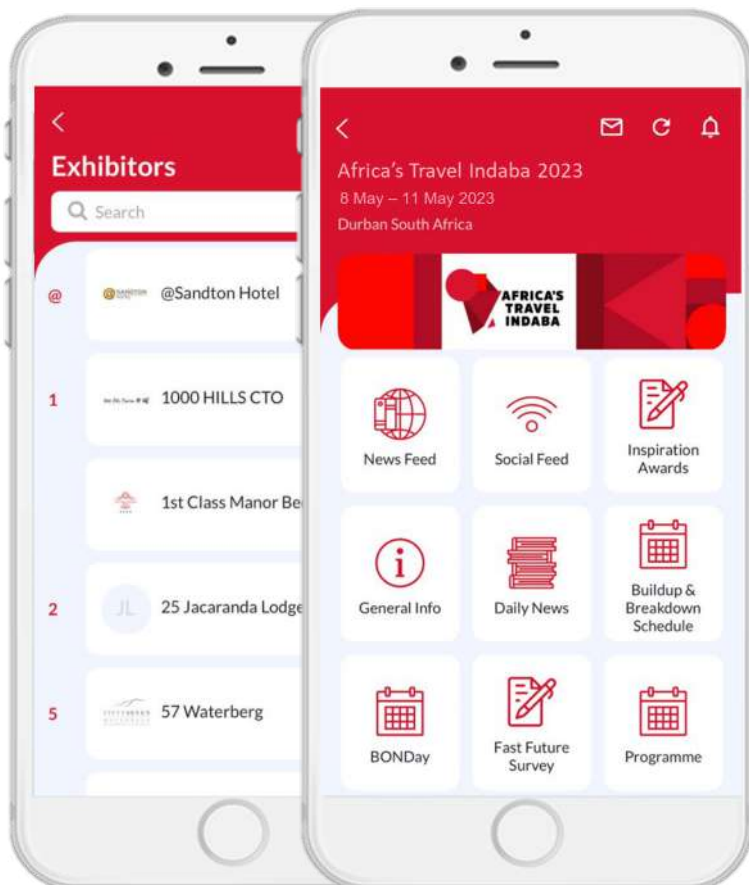 Exhibitors
Search
@
@SANDTON
@Sandton Hotel
1
1000 HILLS CTO
1st Class Manor Be
2
JL
25 Jacaranda Lodge
5
57 Waterberg
Africa's Travel Indaba 2023
8 May – 11 May 2023
Durban South Africa
AFRICA'S
TRAVEL
INDABA
News Feed
Social Feed
Inspiration
Awards
General Info
Daily News
Buildup &
Breakdown
Schedule
BONDay
Fast Future
Survey
Programme